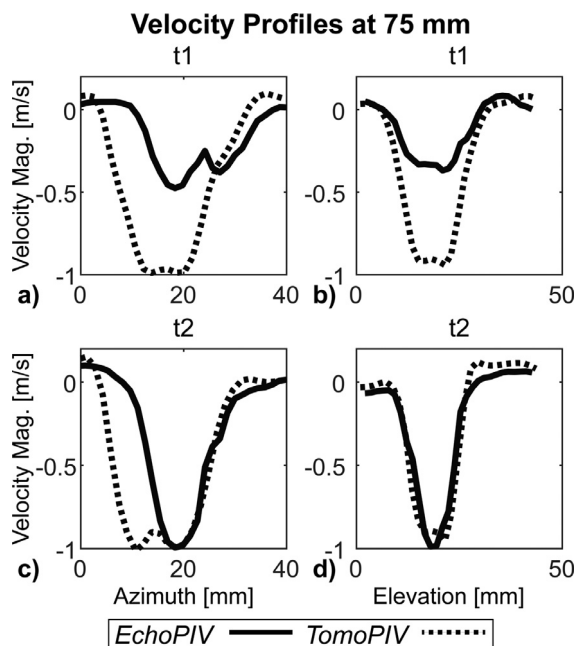 Velocity Profiles at 75 mm
t1
t1
Velocity Mag. [m/s]
0
-0.5
-1
0
20
40
a)
0
-0.5
-1
0
50
b)
t2
t2
Velocity Mag. [m/s]
0
-0.5
-1
0
20
40
c)
Azimuth [mm]
0
-0.5
-1
0
50
d)
Elevation [mm]
EchoPIV TomoPIV